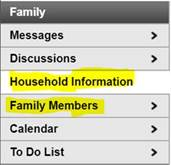 Family
Messages
Discussions
Household Information
Family Members
Calendar
To Do List